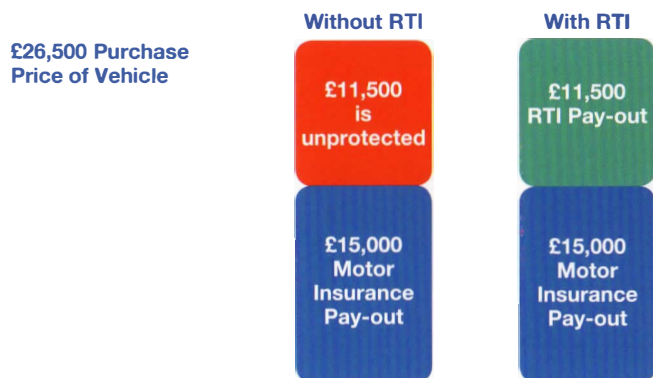 Without RTI
With RTI
£26,500 Purchase
Price of Vehicle
£11,500
is
unprotected
£11,500
RTI Pay-out
£15,000
Motor
Insurance
Pay-out
£15,000
Motor
Insurance
Pay-out